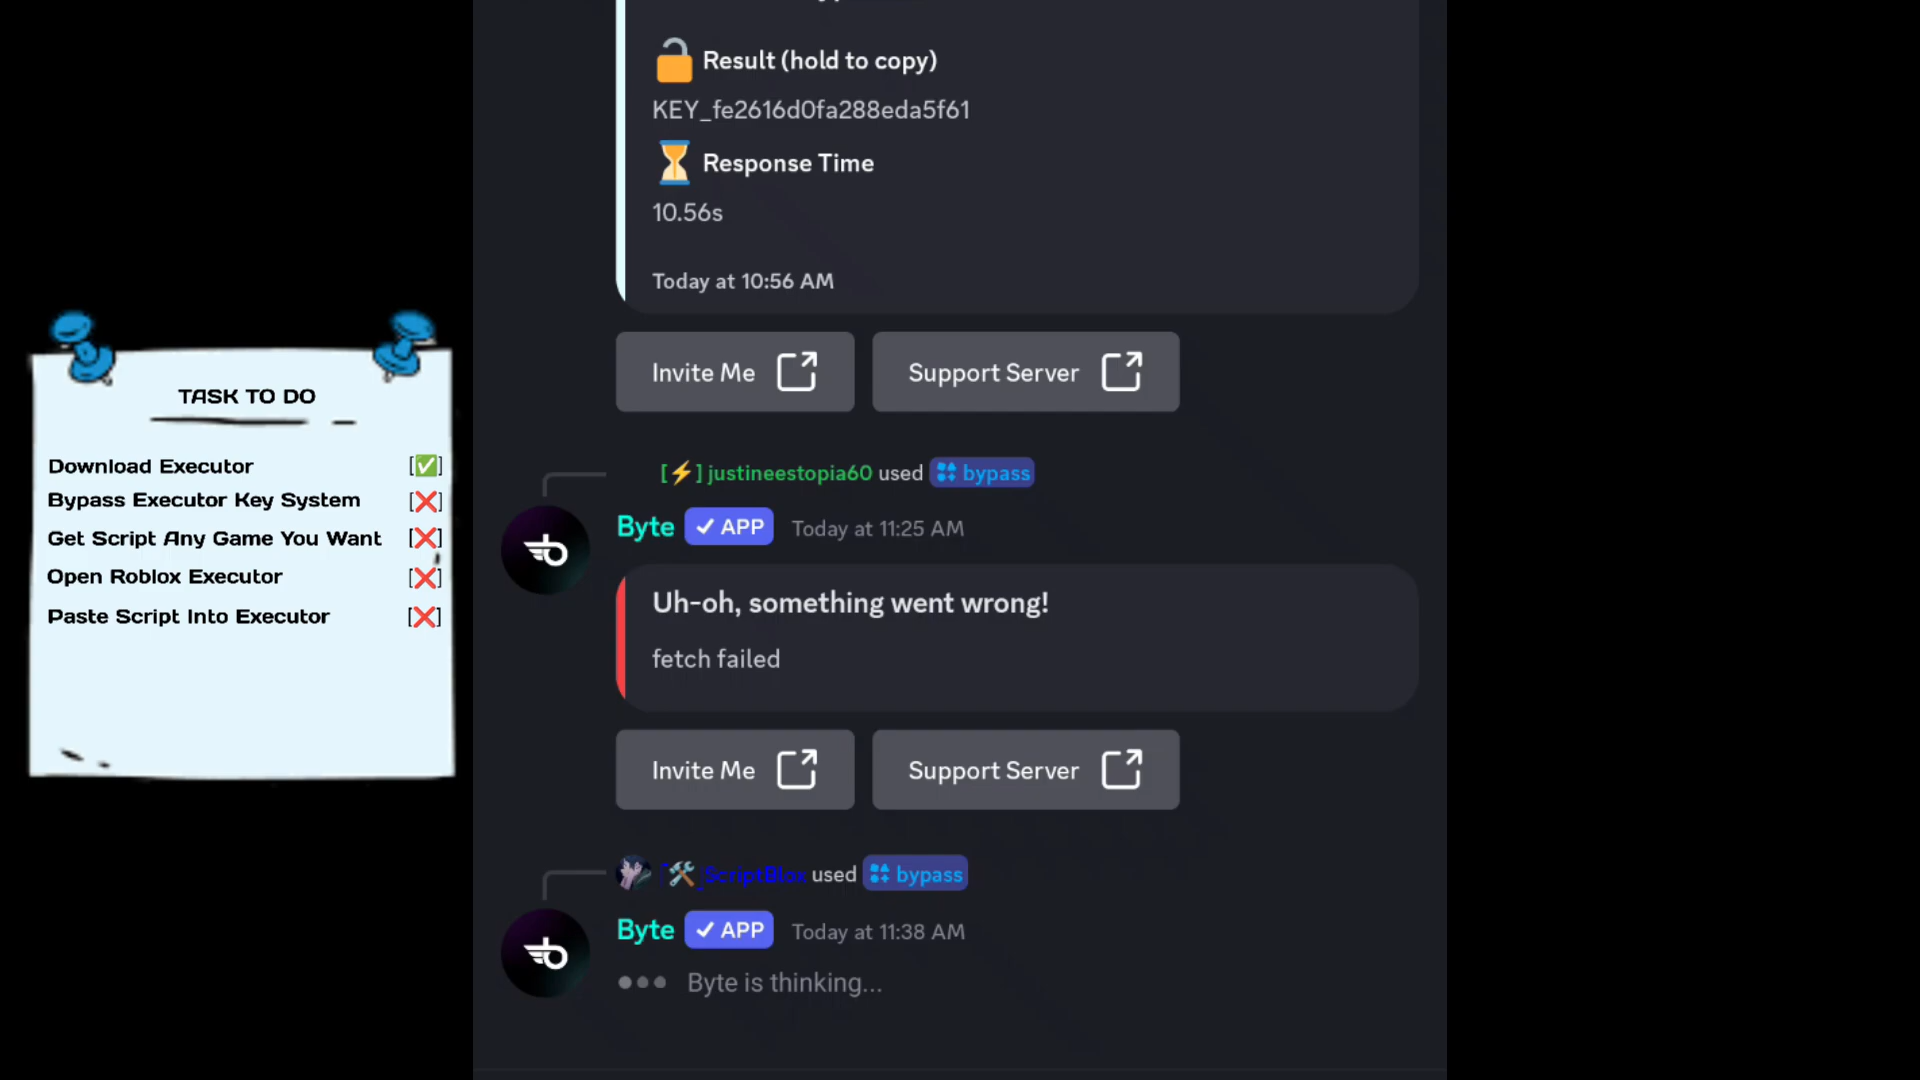 TASK TO DO
Download Executor [✅]
Bypass Executor Key System [❌]
Get Script Any Game You Want [❌]
Open Roblox Executor [❌]
Paste Script Into Executor [❌]
Result (hold to copy)
KEY_fe2616d0fa288eda5f61
Response Time
10.56s
Today at 10:56 AM
Invite Me Support Server
[⚡] justineestopia60 used bypass
Byte ✓ APP Today at 11:25 AM
Uh-oh, something went wrong!
fetch failed
Invite Me Support Server
[🛠️] ScriptBlox used bypass
Byte ✓ APP Today at 11:38 AM
Byte is thinking...